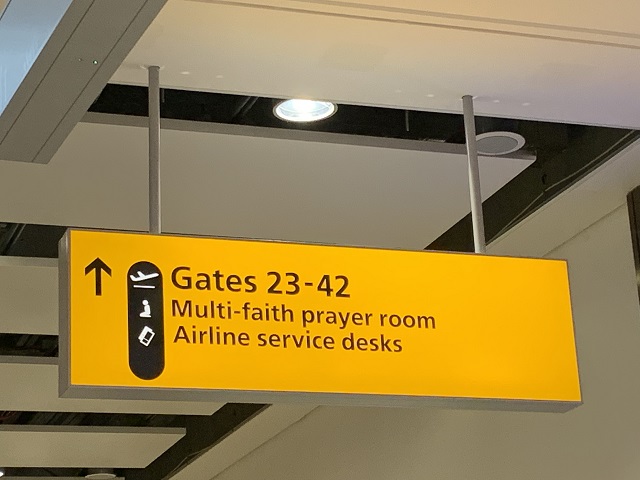 Gates 23-42
Multi-faith prayer room
Airline service desks